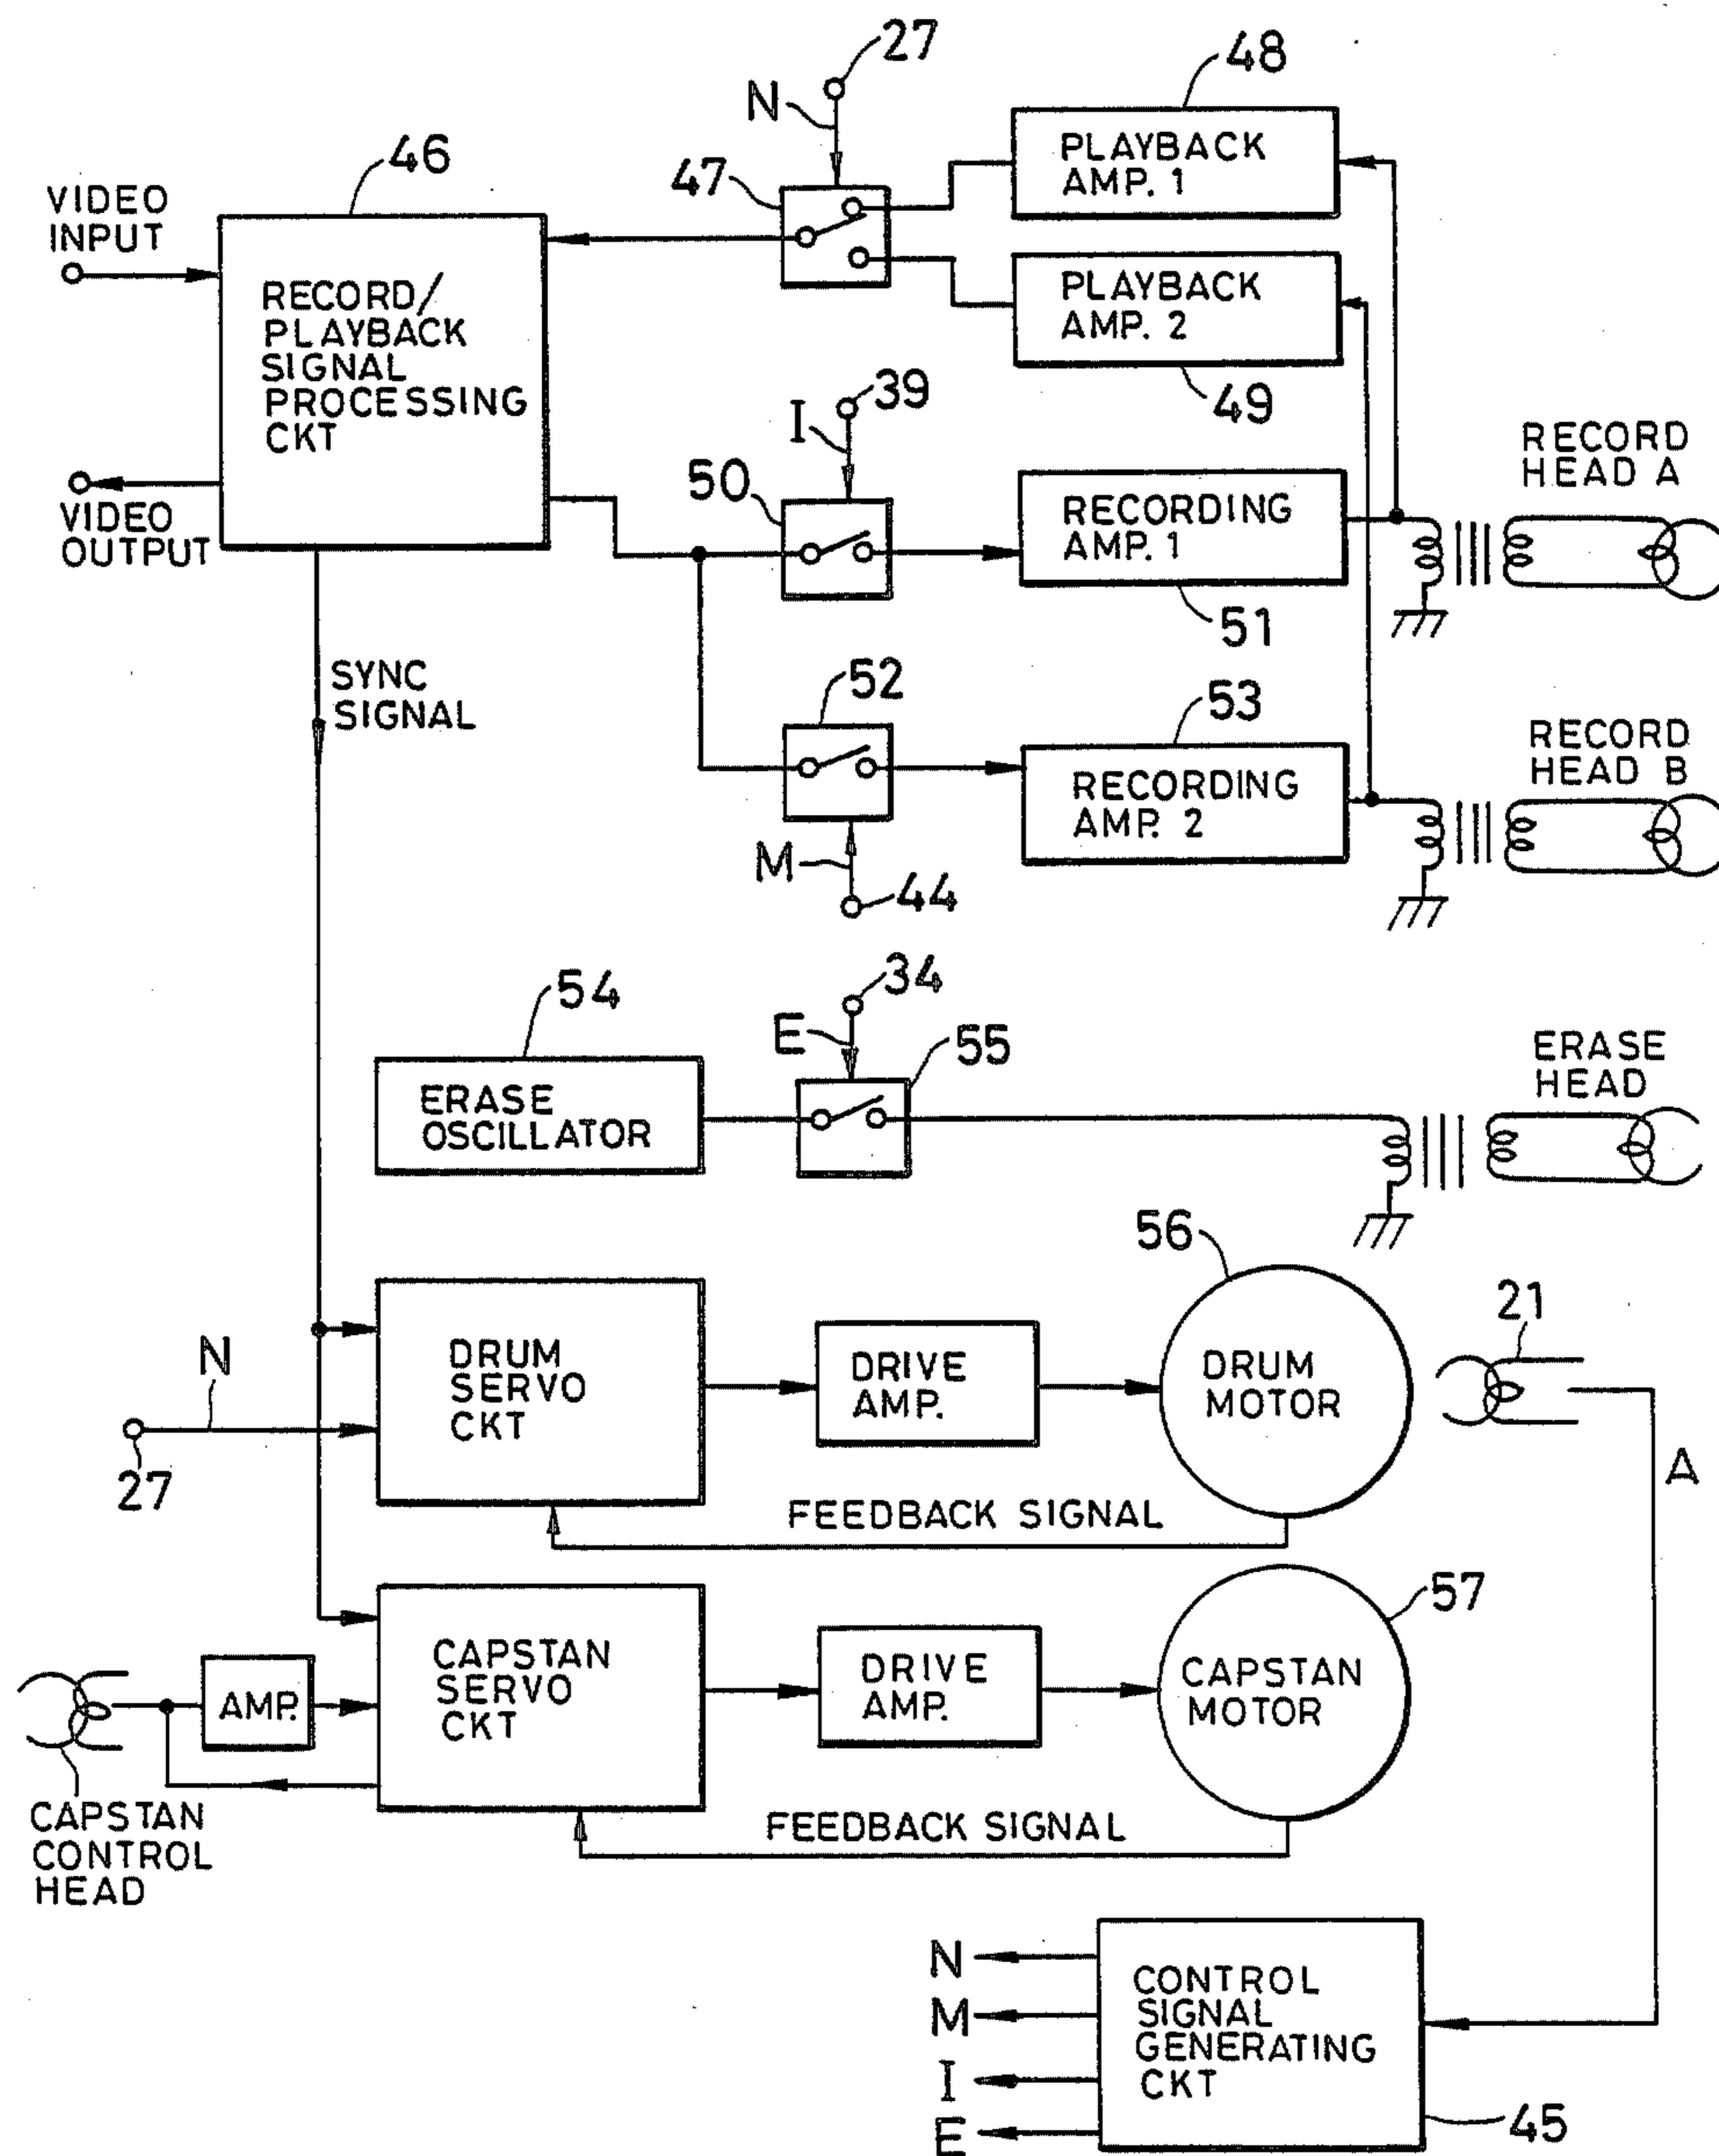 27
48
N
PLAYBACK
AMP. 1
46
47
VIDEO
INPUT
PLAYBACK
AMP. 2
RECORD/
PLAYBACK
SIGNAL
PROCESSING
CKT
49
39
I
RECORD
HEAD A
50
RECORDING
AMP. 1
VIDEO
OUTPUT
51
SYNC
SIGNAL
52
53
RECORD
HEAD B
RECORDING
AMP. 2
M
44
54
34
E
55
ERASE
HEAD
ERASE
OSCILLATOR
56
21
N
DRUM
SERVO
CKT
DRIVE
AMP.
DRUM
MOTOR
27
A
FEEDBACK SIGNAL
57
CAPSTAN
SERVO
CKT
DRIVE
AMP.
CAPSTAN
MOTOR
AMP.
CAPSTAN
CONTROL
HEAD
FEEDBACK SIGNAL
N
M
I
E
CONTROL
SIGNAL
GENERATING
CKT
45